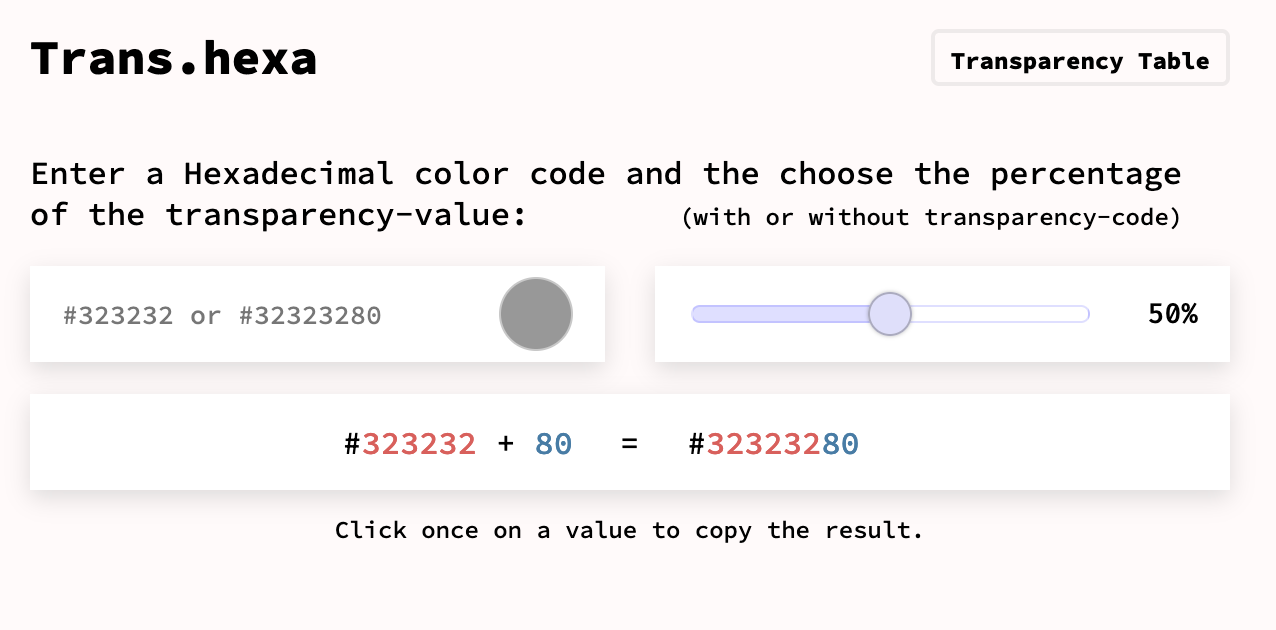 Trans.hexa
Transparency Table
Enter a Hexadecimal color code and the choose the percentage
of the transparency-value:
(with or without transparency-code)
#323232 or #32323280
50%
#323232 + 80 = #32323280
Click once on a value to copy the result.